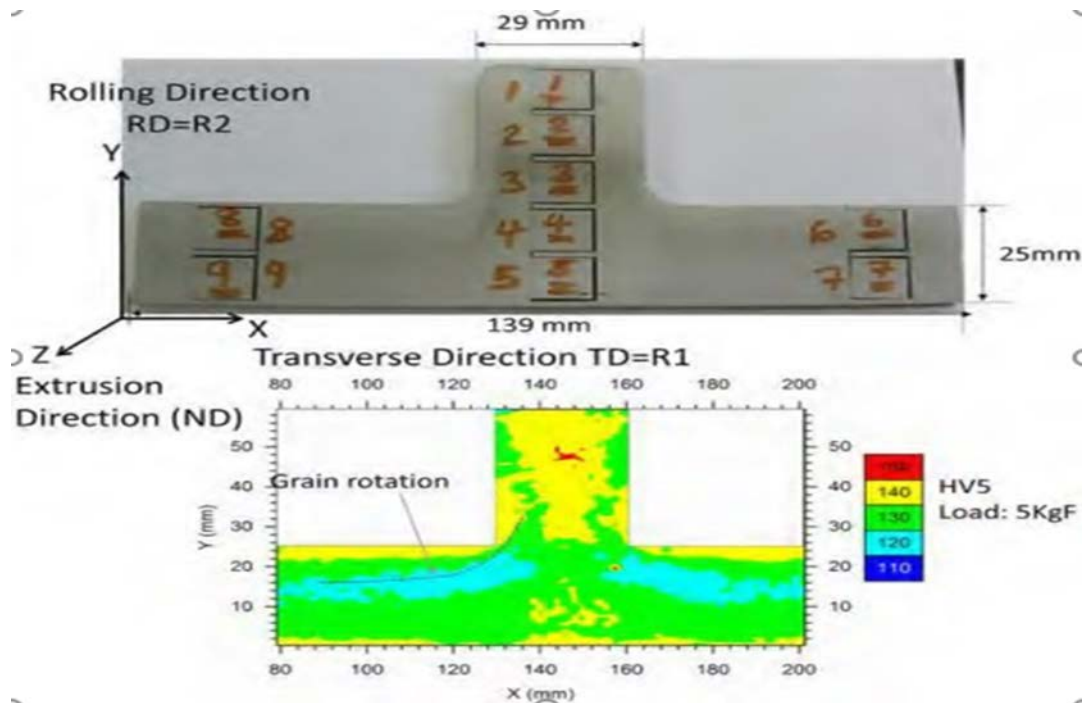 29 mm
Rolling Direction
RD=R2
Y
1 1
2 2
3 3
4 4
5 5
8 8
9 9
6 6
7 7
25mm
X
139 mm
Z
Transverse Direction TD=R1
Extrusion
Direction (ND)
80 100 120 140 160 180 200
50 50
40 40
30 30
20 20
10 10
Grain rotation
Y (mm)
140
130
120
110
HV5
Load: 5KgF
80 100 120 140 160 180 200
X (mm)